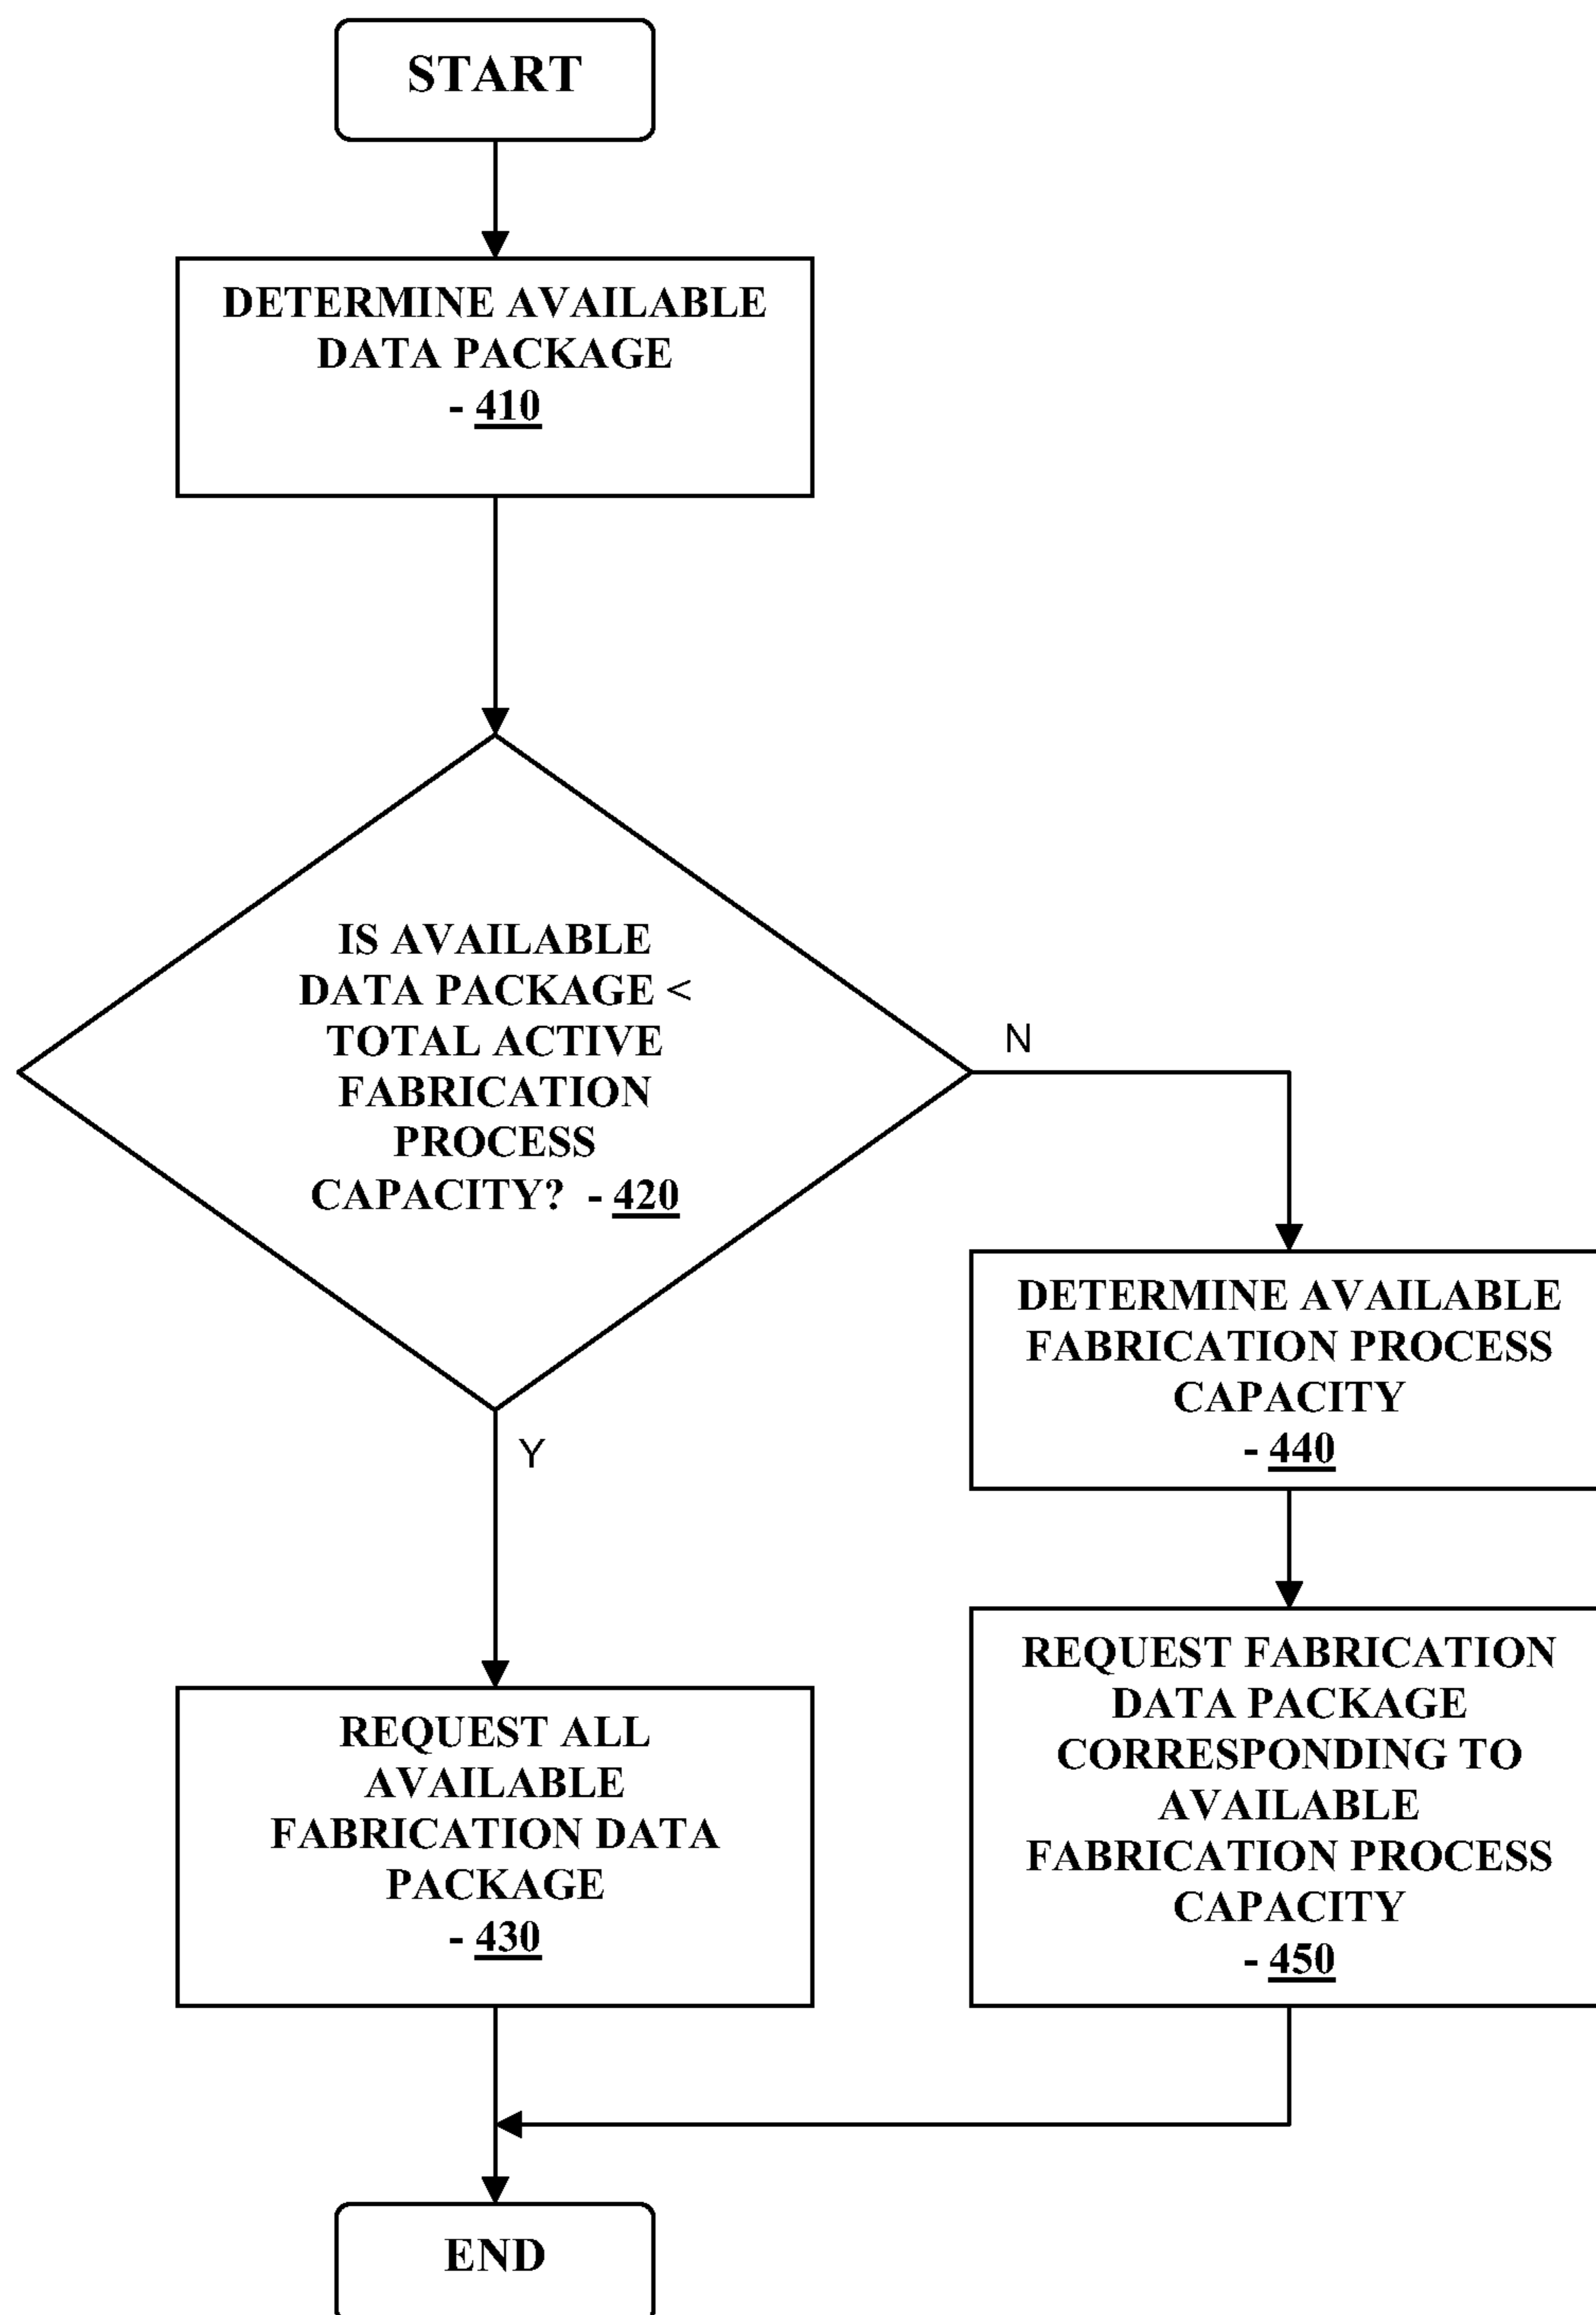 START
DETERMINE AVAILABLE
DATA PACKAGE
- 410
IS AVAILABLE
DATA PACKAGE <
TOTAL ACTIVE
FABRICATION
PROCESS
CAPACITY? - 420
N
Y
DETERMINE AVAILABLE
FABRICATION PROCESS
CAPACITY
- 440
REQUEST FABRICATION
DATA PACKAGE
CORRESPONDING TO
AVAILABLE
FABRICATION PROCESS
CAPACITY
- 450
REQUEST ALL
AVAILABLE
FABRICATION DATA
PACKAGE
- 430
END